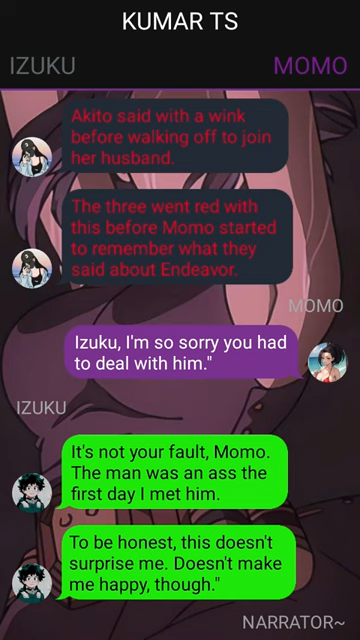 KUMAR TS
IZUKU MOMO
Akito said with a wink
before walking off to join
her husband.
The three went red with
this before Momo started
to remember what they
said about Endeavor.
MOMO
Izuku, I'm so sorry you had
to deal with him."
IZUKU
It's not your fault, Momo.
The man was an ass the
first day I met him.
To be honest, this doesn't
surprise me. Doesn't make
me happy, though."
NARRATOR~